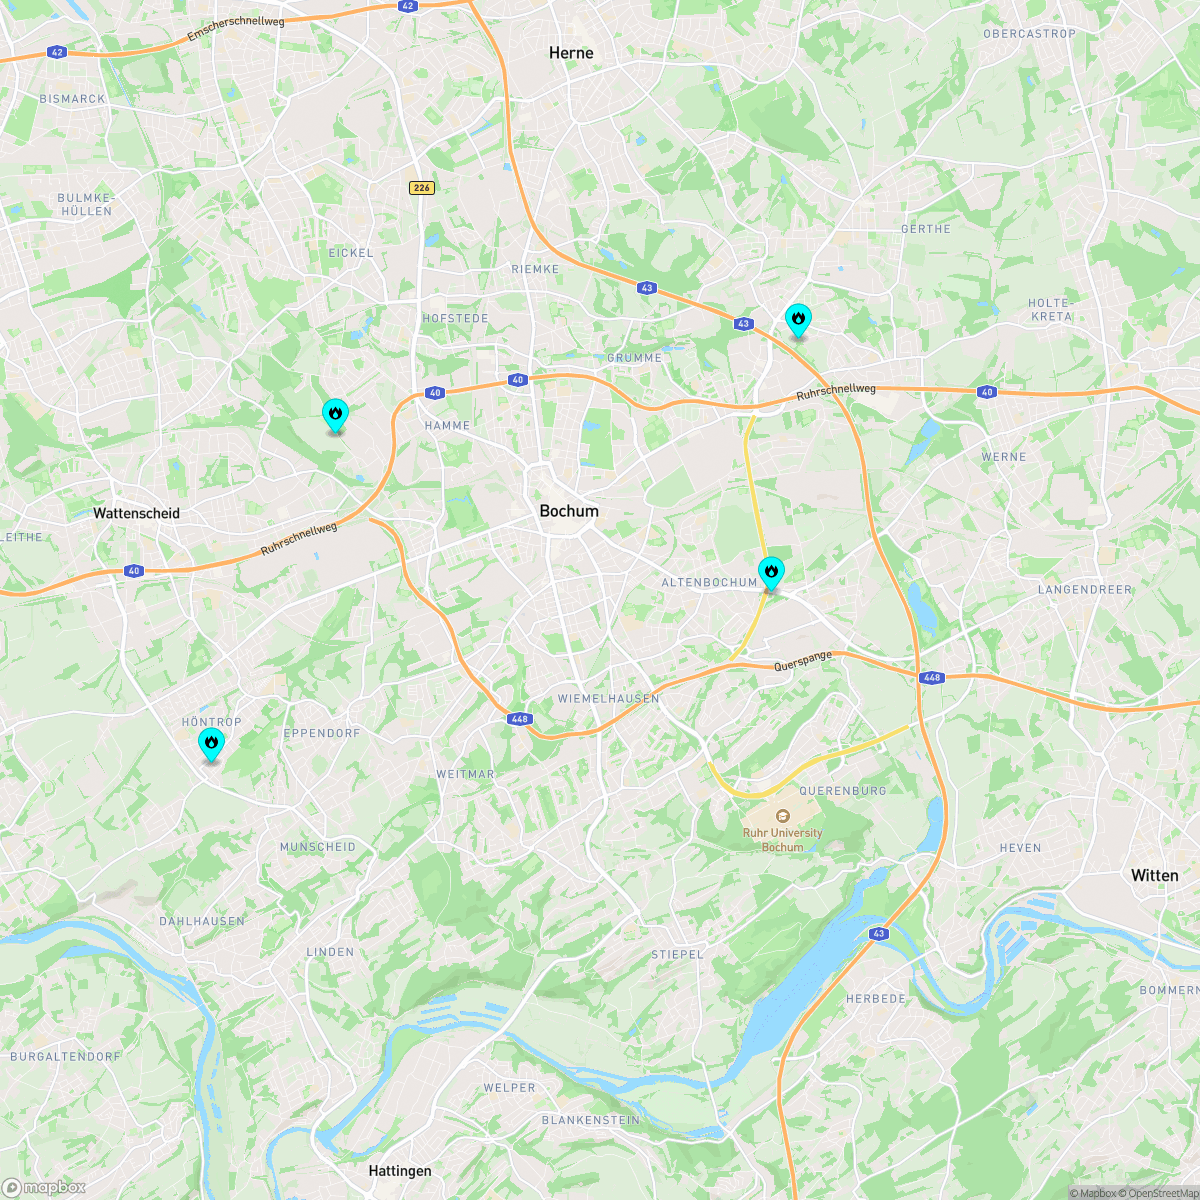 42
Emscherschnellweg
42
Herne
OBERCASTROP
BISMARCK
226
BULMKE-
HÜLLEN
EICKEL
GERTHE
RIEMKE
43
HOFSTEDE
43
HOLTE-
KRETA
GRUMME
40
40
Ruhrschnellweg
40
HAMME
WERNE
Wattenscheid
Bochum
LEITHE
Ruhrschnellweg
40
ALTENBOCHUM
LANGENDREER
Querspange
448
WIEMELHAUSEN
HÖNTROP
448
EPPENDORF
WEITMAR
QUERENBURG
Ruhr University
Bochum
MUNSCHEID
HEVEN
Witten
DAHLHAUSEN
43
LINDEN
STIEPEL
BOMMERN
HERBEDE
BURGALTENDORF
WELPER
BLANKENSTEIN
Hattingen
mapbox
© Mapbox © OpenStreetMap